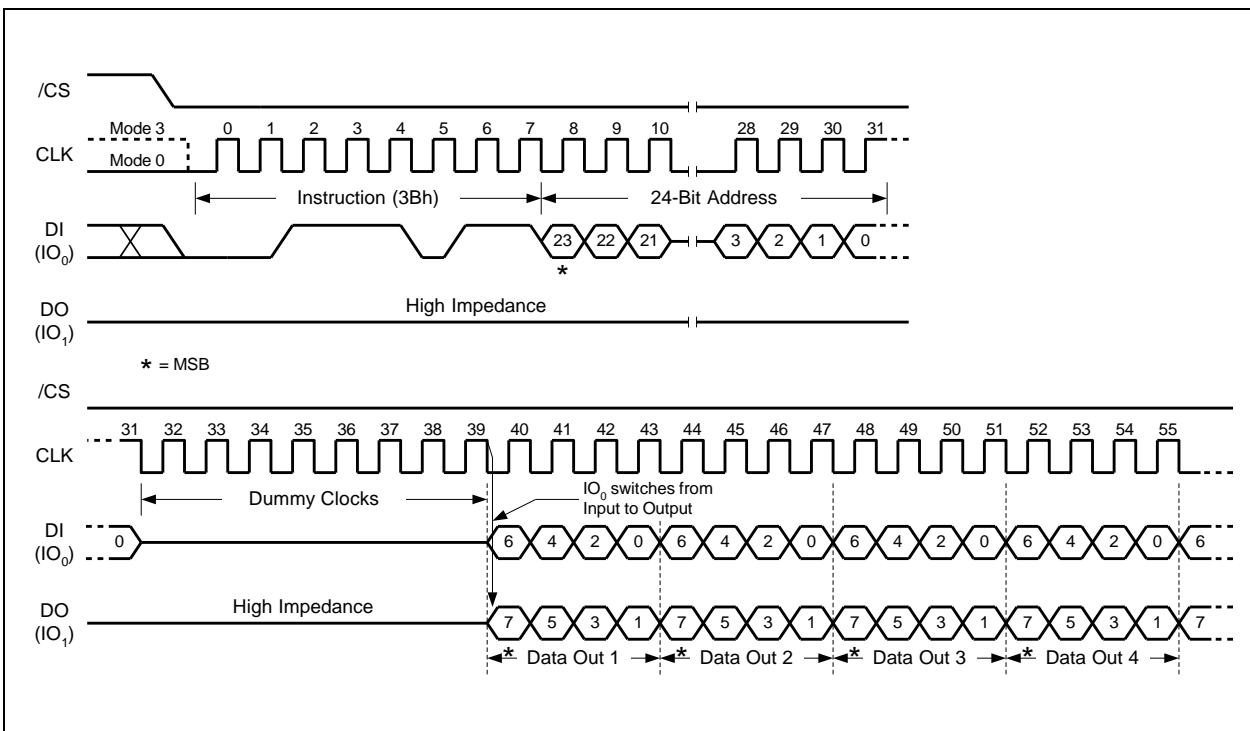 /CS
Mode 3 0 1 2 3 4 5 6 7 8 9 10 28 29 30 31
CLK
Mode 0
Instruction (3Bh) 24-Bit Address
DI
(IO0) 23 22 21 3 2 1 0
*
DO High Impedance
(IO1)
* = MSB
/CS
31 32 33 34 35 36 37 38 39 40 41 42 43 44 45 46 47 48 49 50 51 52 53 54 55
CLK
Dummy Clocks
IO0 switches from
Input to Output
DI
(IO0) 0 6 4 2 0 6 4 2 0 6 4 2 0 6 4 2 0 6
DO High Impedance
(IO1) 7 5 3 1 7 5 3 1 7 5 3 1 7 5 3 1 7
* Data Out 1 * Data Out 2 * Data Out 3 * Data Out 4